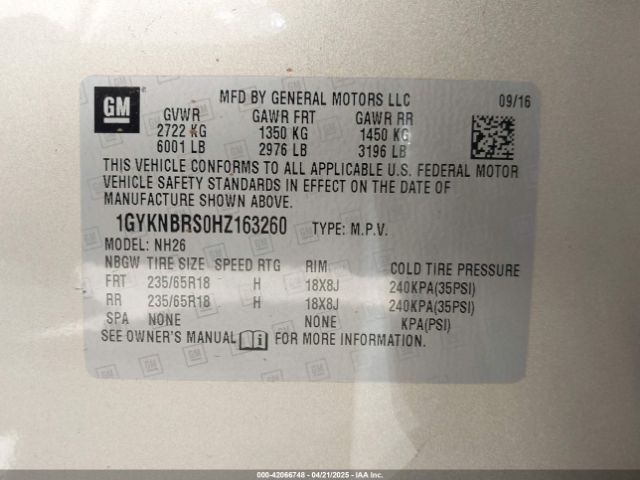 GM
MFD BY GENERAL MOTORS LLC 09/16
GVWR GAWR FRT GAWR RR
2722 KG 1350 KG 1450 KG
6001 LB 2976 LB 3196 LB
THIS VEHICLE CONFORMS TO ALL APPLICABLE U.S. FEDERAL MOTOR
VEHICLE SAFETY STANDARDS IN EFFECT ON THE DATE OF
MANUFACTURE SHOWN ABOVE.
1GYKNBRS0HZ163260 TYPE: M.P.V.
MODEL: NH26
NBGW TIRE SIZE SPEED RTG RIM COLD TIRE PRESSURE
FRT 235/65R18 H 18X8J 240KPA(35PSI)
RR 235/65R18 H 18X8J 240KPA(35PSI)
SPA NONE NONE KPA(PSI)
SEE OWNER'S MANUAL FOR MORE INFORMATION.
000-42066748 - 04/21/2025 - IAAI, Inc. Copyright